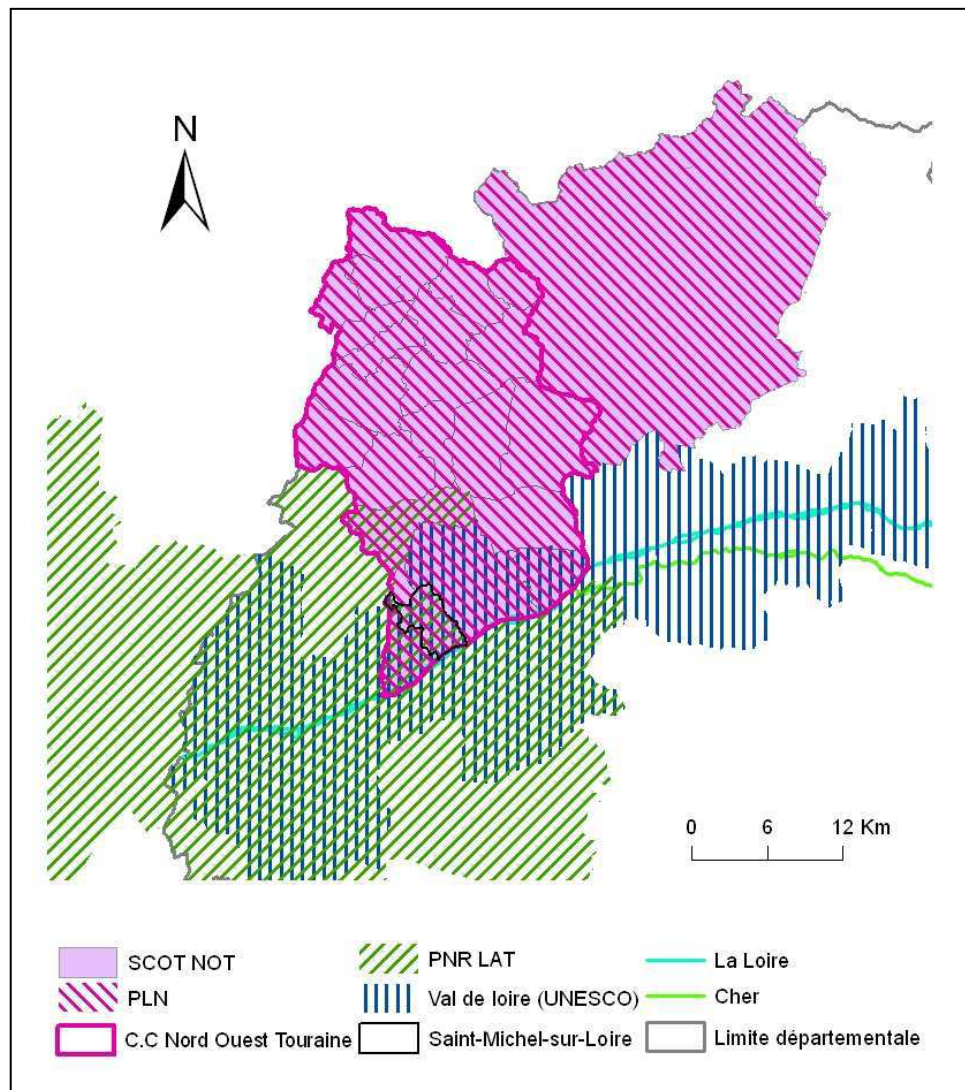 N
0 6 12 Km
SCOT NOT
PLN
C.C Nord Ouest Touraine
PNR LAT
Val de loire (UNESCO)
Saint-Michel-sur-Loire
La Loire
Cher
Limite départementale